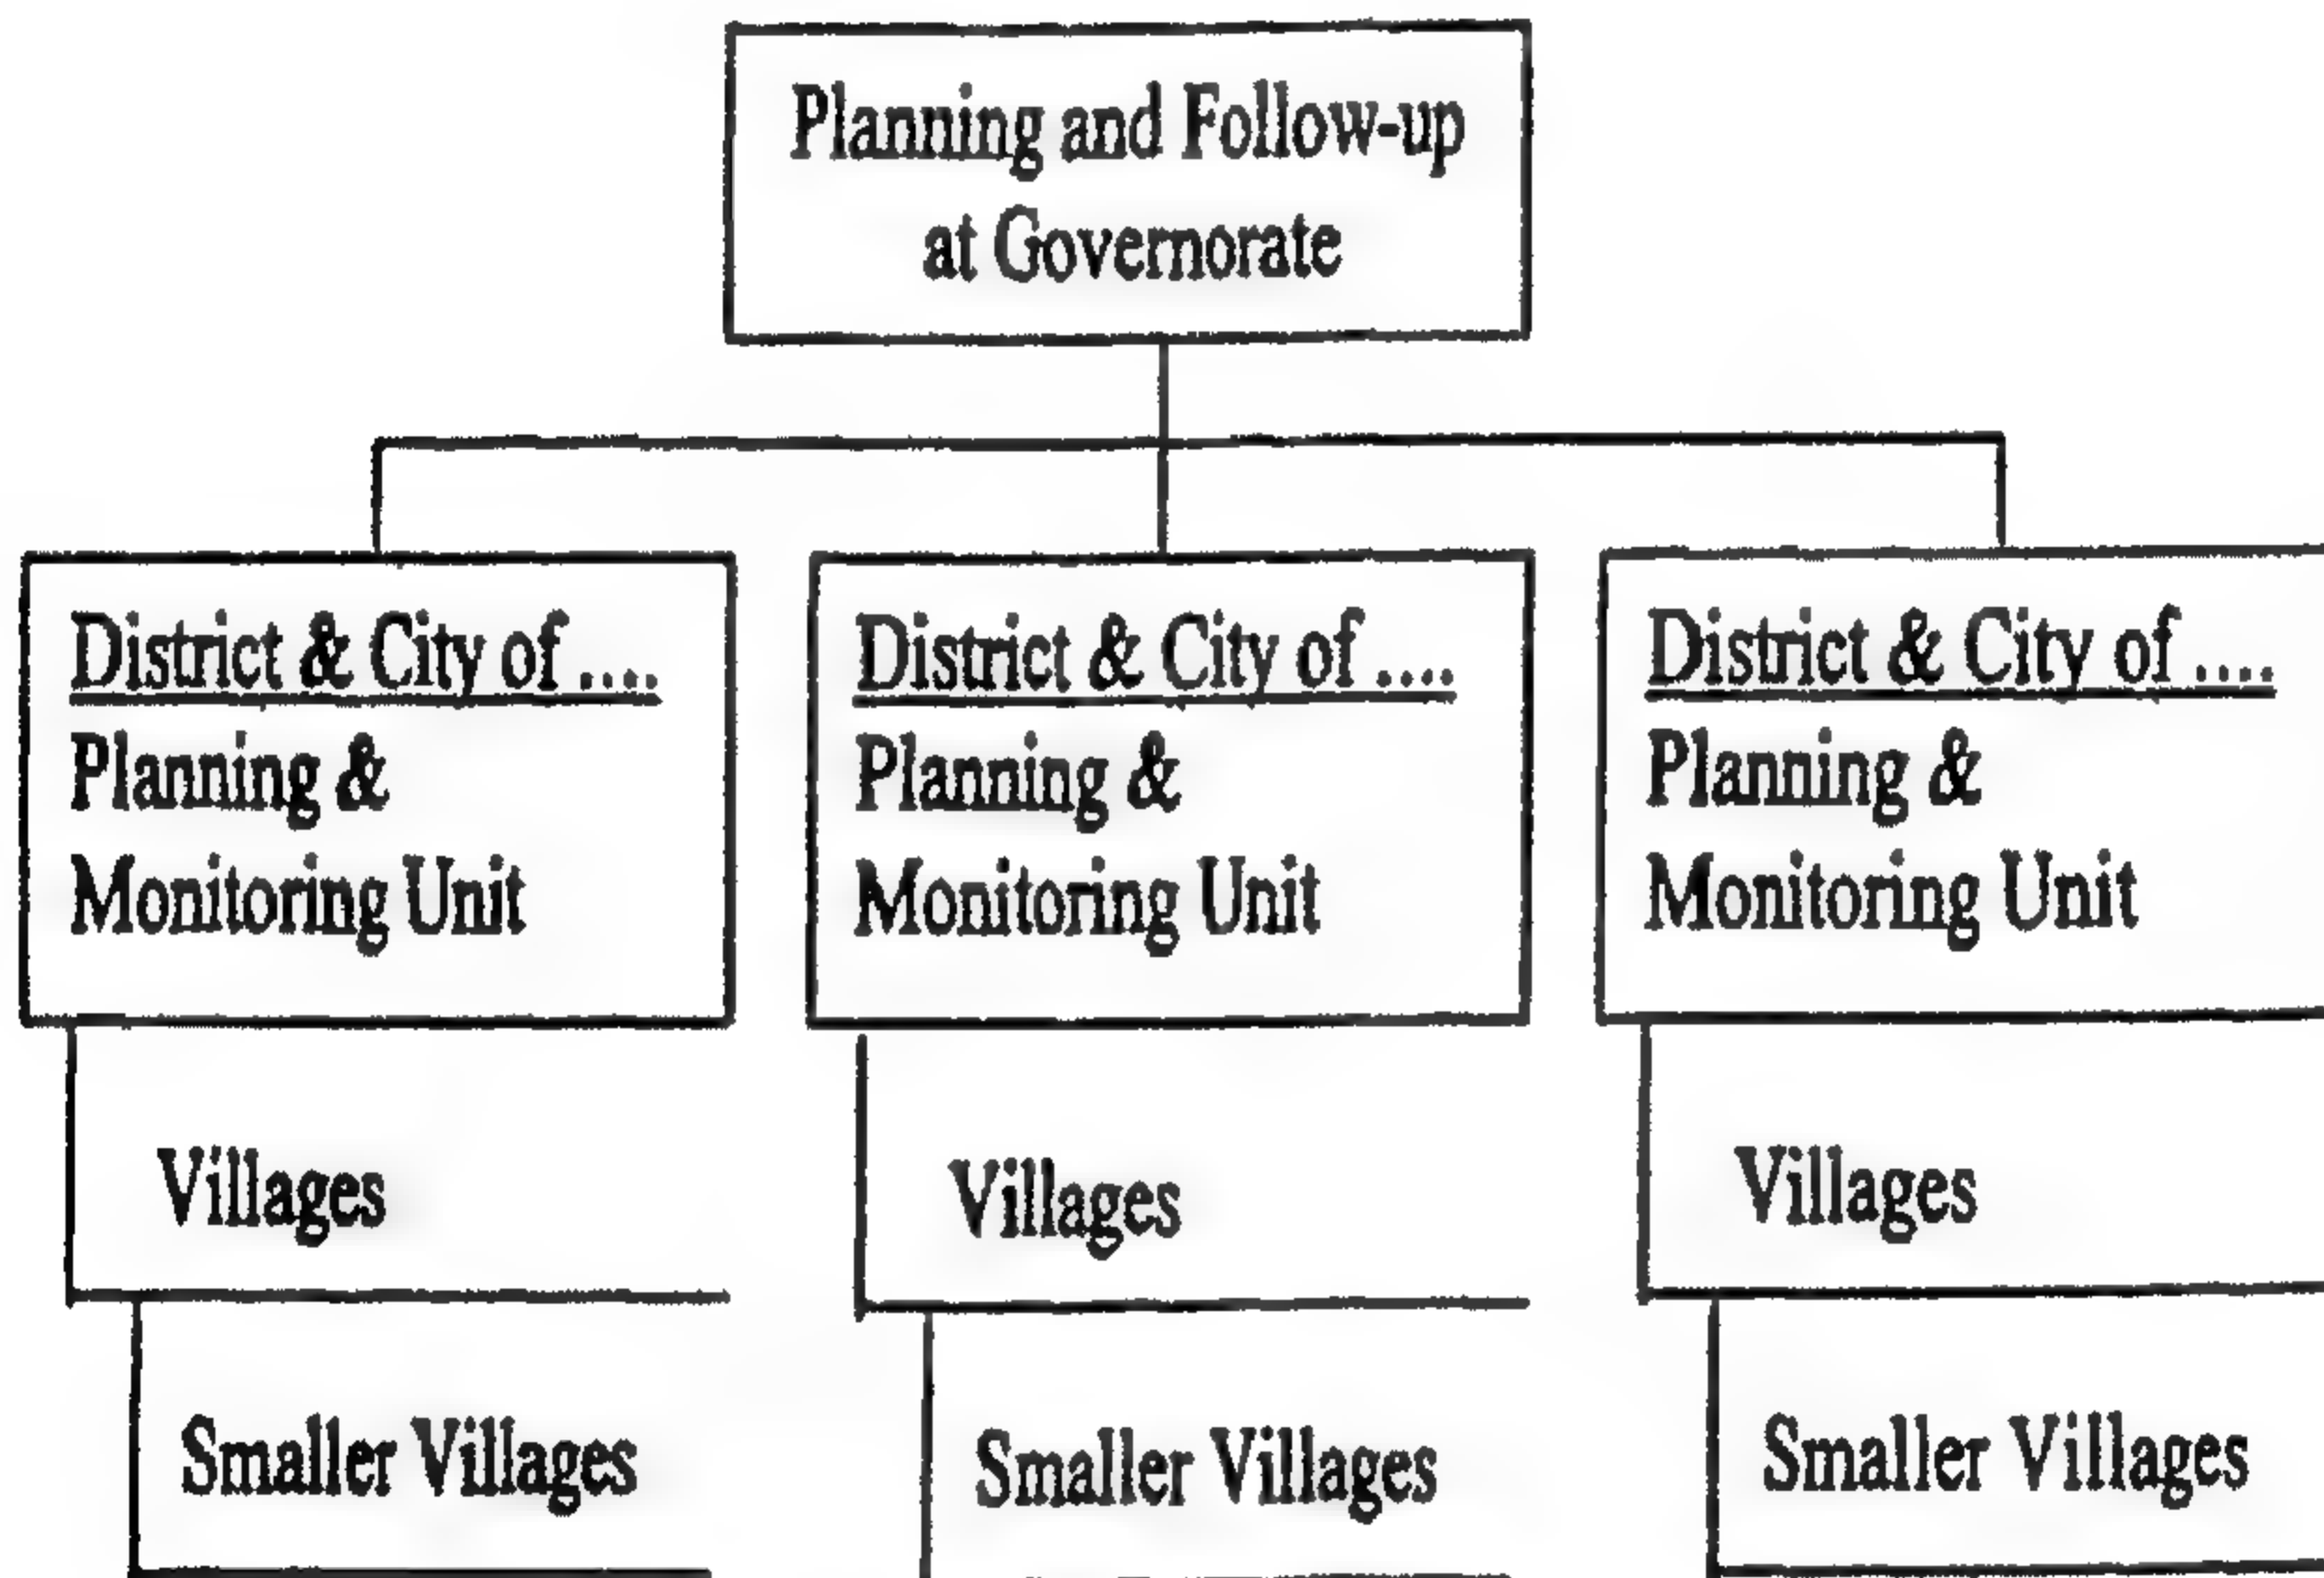 Planning and Follow-up
at Governorate
District & City of ....
Planning &
Monitoring Unit
District & City of ....
Planning &
Monitoring Unit
District & City of ....
Planning &
Monitoring Unit
Villages
Villages
Villages
Smaller Villages
Smaller Villages
Smaller Villages